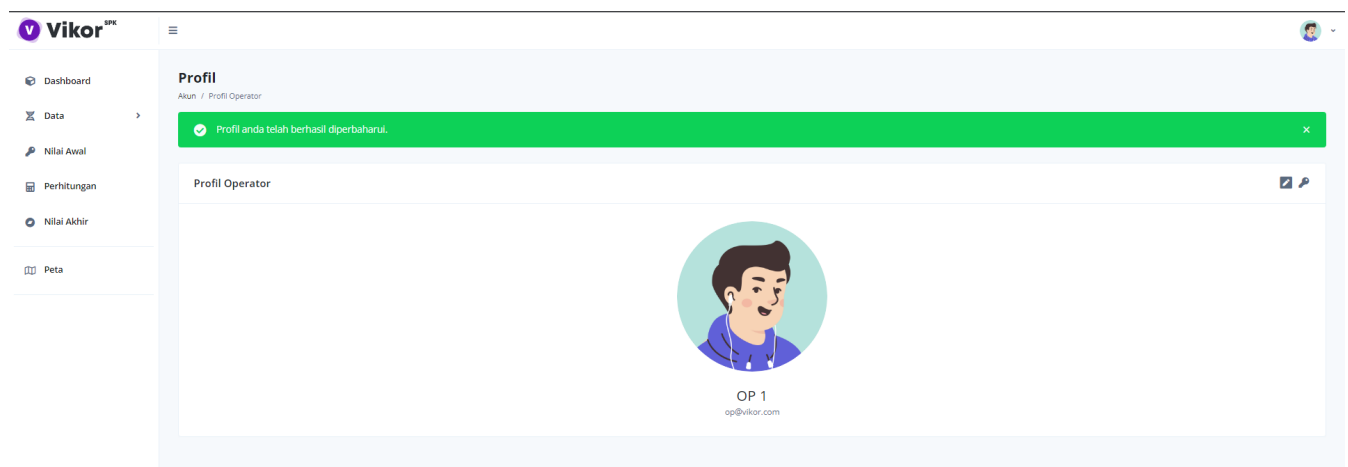 V Vikor SPK
Dashboard
Data
Nilai Awal
Perhitungan
Nilai Akhir
Peta
Profil
Akun / Profil Operator
Profil anda telah berhasil diperbaharui.
Profil Operator
OP 1
op@vikor.com